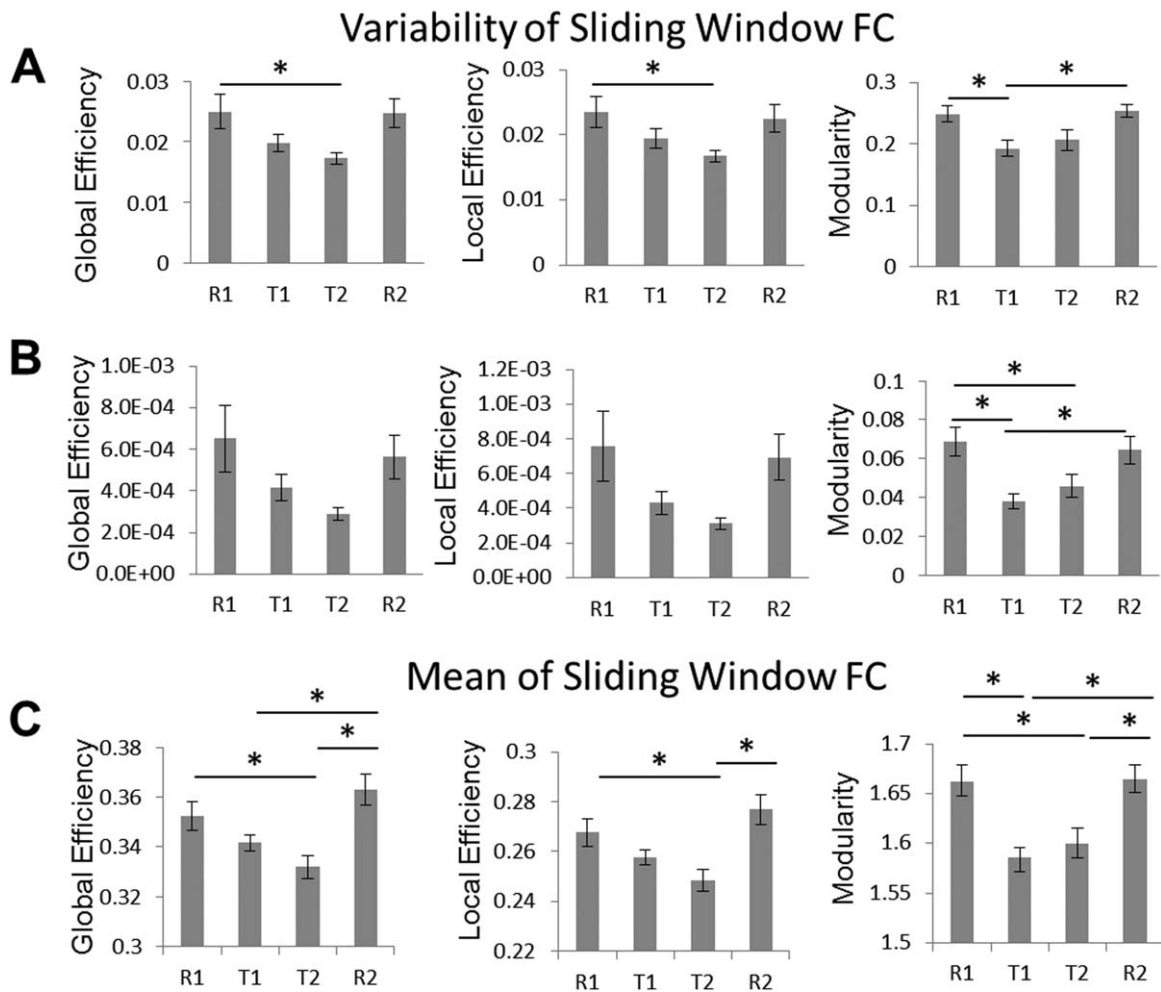 Variability of Sliding Window FC
A
Global Efficiency
0.03
0.02
0.01
0
R1 T1 T2 R2
*
Local Efficiency
0.03
0.02
0.01
0
R1 T1 T2 R2
*
Modularity
0.3
0.2
0.1
0
R1 T1 T2 R2
* *
B
Global Efficiency
1.0E-03
8.0E-04
6.0E-04
4.0E-04
2.0E-04
0.0E+00
R1 T1 T2 R2
Local Efficiency
1.2E-03
1.0E-03
8.0E-04
6.0E-04
4.0E-04
2.0E-04
0.0E+00
R1 T1 T2 R2
Modularity
0.1
0.08
0.06
0.04
0.02
0
R1 T1 T2 R2
*
* *
Mean of Sliding Window FC
C
Global Efficiency
0.38
0.36
0.34
0.32
0.3
R1 T1 T2 R2
*
*
*
Local Efficiency
0.3
0.28
0.26
0.24
0.22
R1 T1 T2 R2
*
*
Modularity
1.7
1.65
1.6
1.55
1.5
R1 T1 T2 R2
* *
* *